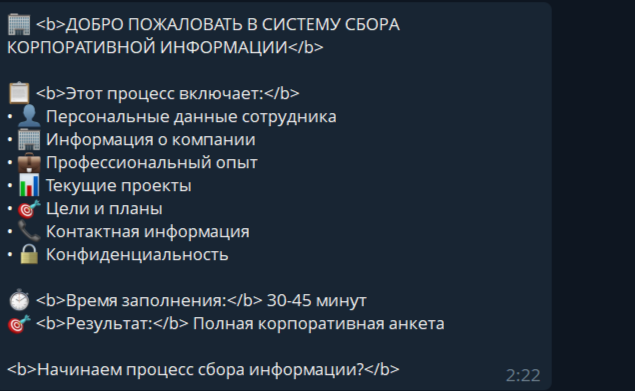 🏢 <b>ДОБРО ПОЖАЛОВАТЬ В СИСТЕМУ СБОРА
КОРПОРАТИВНОЙ ИНФОРМАЦИИ</b>
📋 <b>Этот процесс включает:</b>
• 👤 Персональные данные сотрудника
• 🏢 Информация о компании
• 💼 Профессиональный опыт
• 📊 Текущие проекты
• 🎯 Цели и планы
• 📞 Контактная информация
• 🔒 Конфиденциальность
⏱ <b>Время заполнения:</b> 30-45 минут
🎯 <b>Результат:</b> Полная корпоративная анкета
<b>Начинаем процесс сбора информации?</b>
2:22